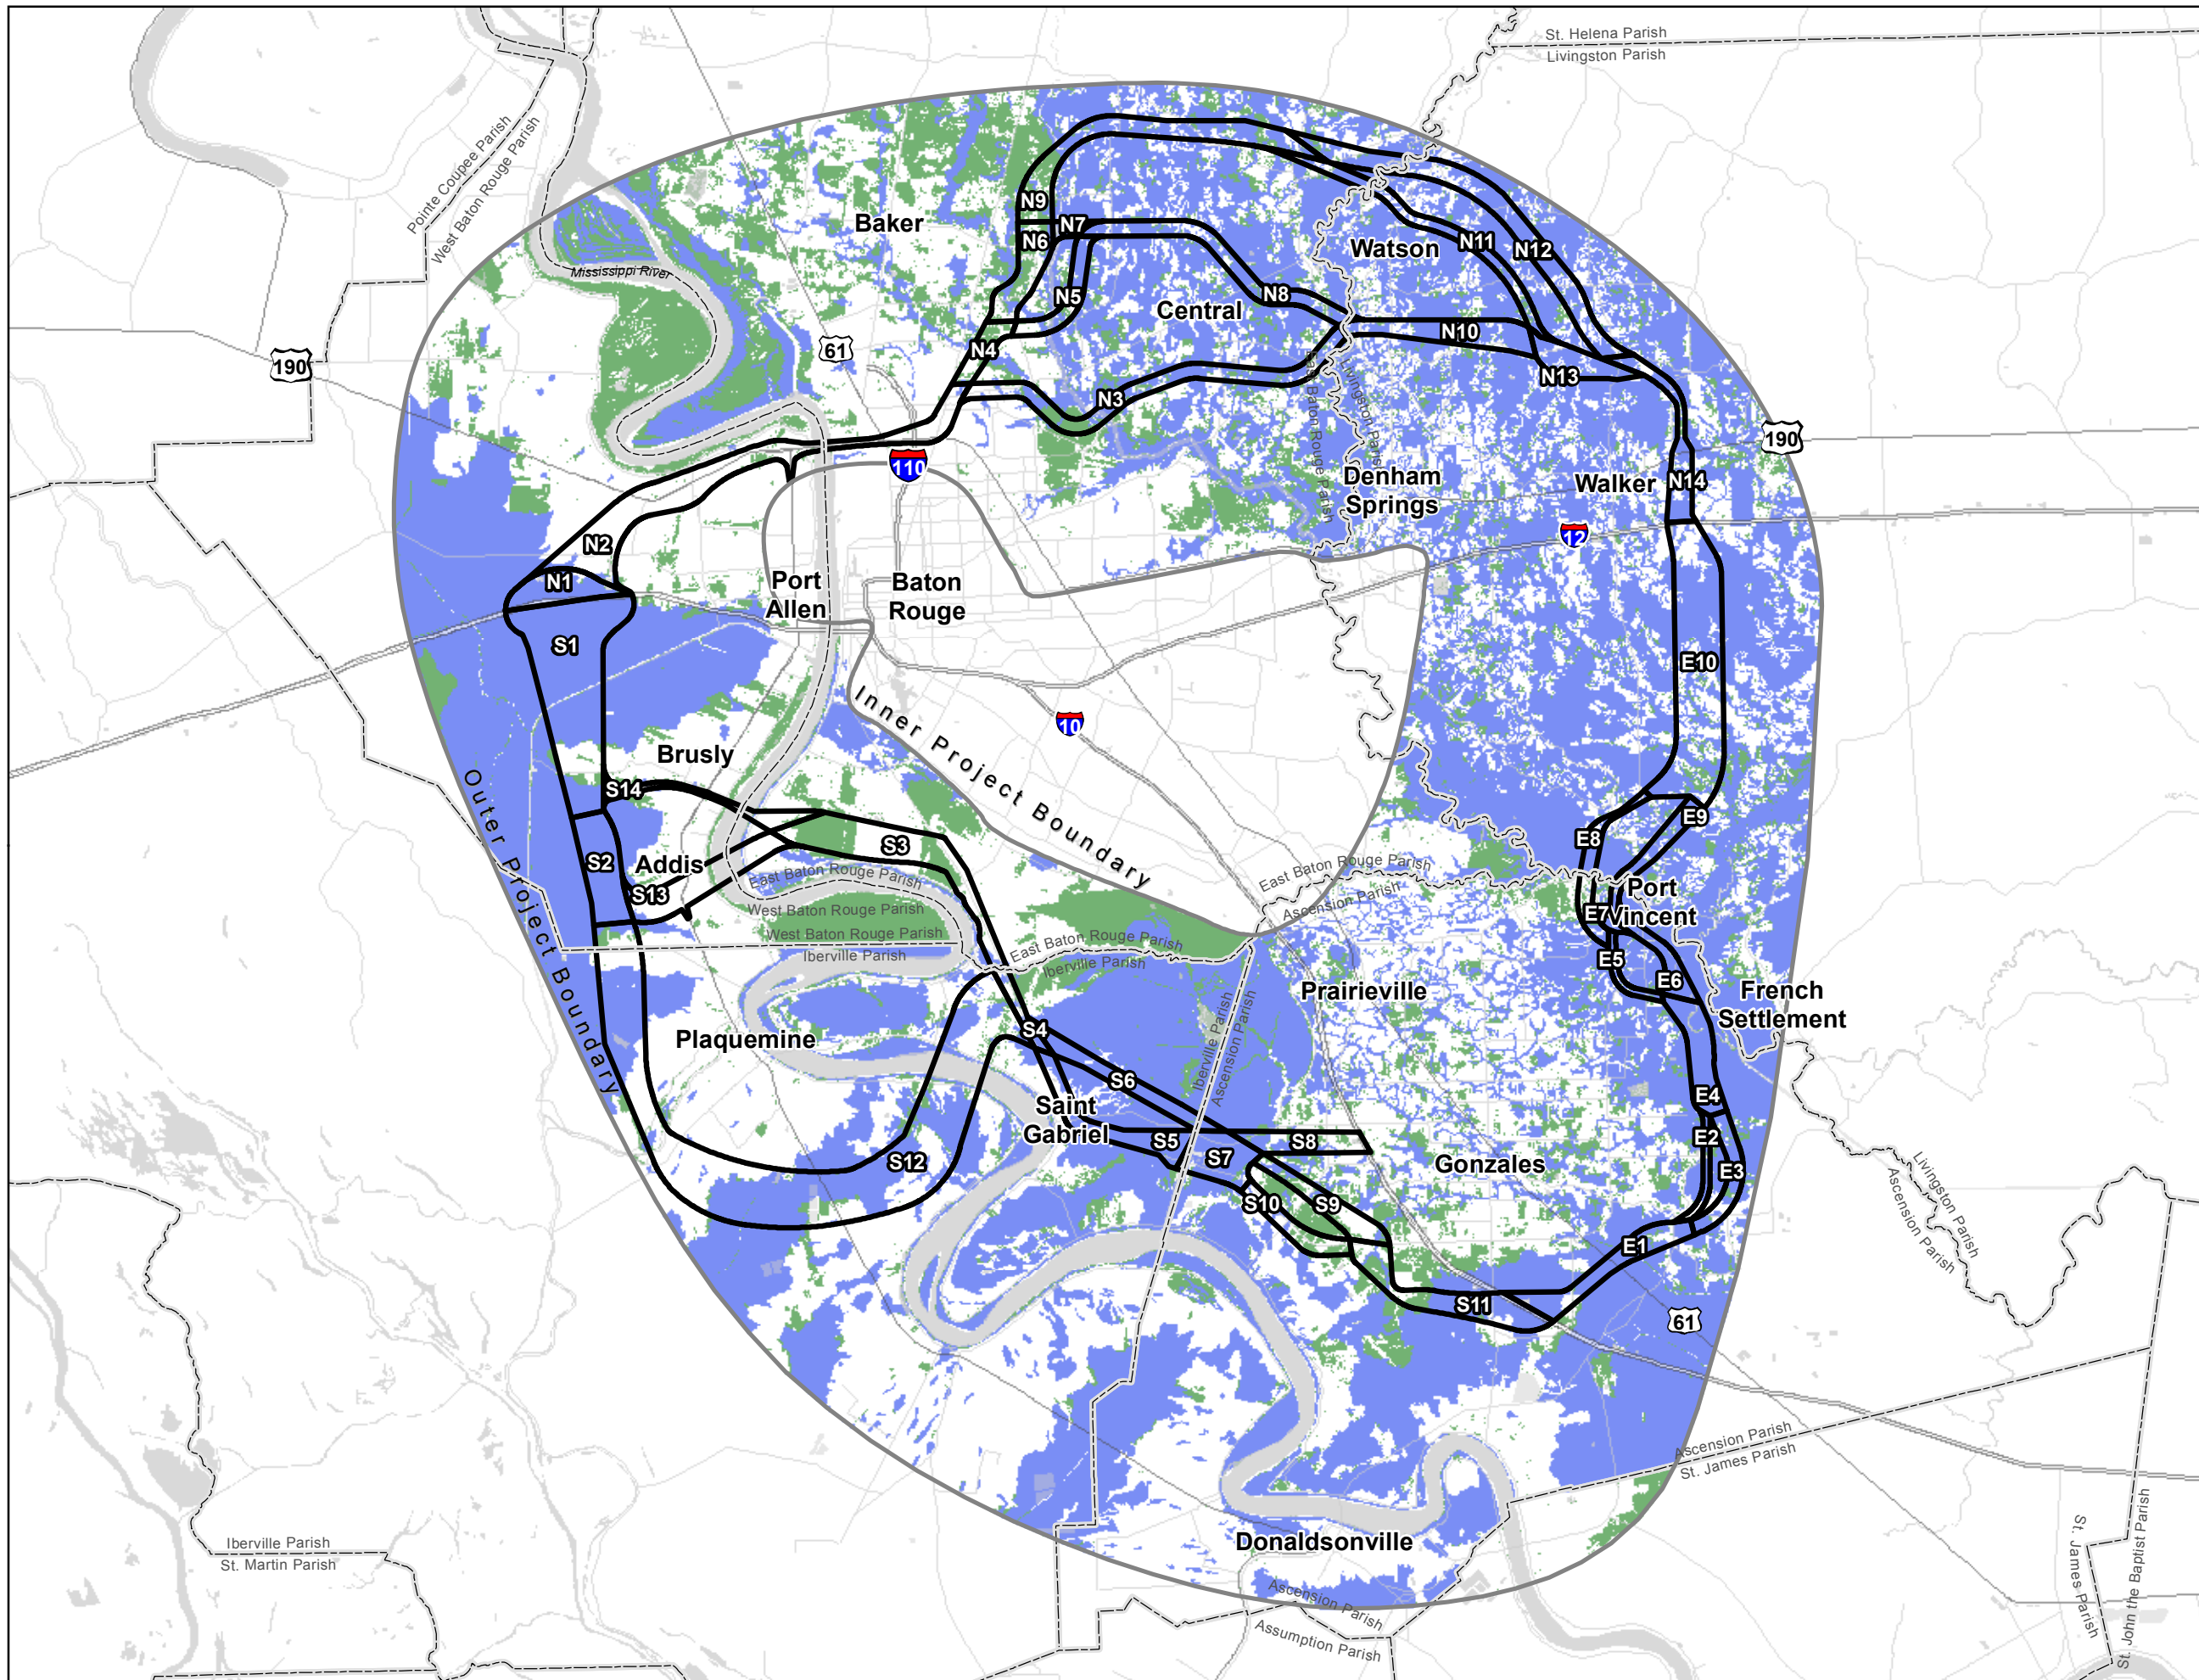 St. Helena Parish
Livingston Parish
Pointe Coupee Parish
West Baton Rouge Parish
Baker
N9
N7
N6
Watson
N11
N12
Mississippi River
N5
N8
Central
61
N4
N10
190
N13
N3
East Baton Rouge Parish
Livingston Parish
190
110
Denham
Springs
Walker
N14
12
N2
N1
Port
Allen
Baton
Rouge
S1
E10
10
Inner Project Boundary
Brusly
S14
Outer Project Boundary
E9
E8
S3
S2
Addis
S13
East Baton Rouge Parish
West Baton Rouge Parish
East Baton Rouge Parish
Ascension Parish
Port
Vincent
E7
West Baton Rouge Parish
Iberville Parish
East Baton Rouge Parish
Iberville Parish
E5
E6
Prairieville
French
Settlement
Plaquemine
S4
Iberville Parish
Ascension Parish
S6
E4
Saint
Gabriel
S5
S8
S7
E2
E3
S12
Gonzales
S10
S9
Livingston Parish
Ascension Parish
E1
S11
61
Ascension Parish
St. James Parish
Donaldsonville
Iberville Parish
St. Martin Parish
Ascension Parish
Assumption Parish
St. James Parish
St. John the Baptist Parish